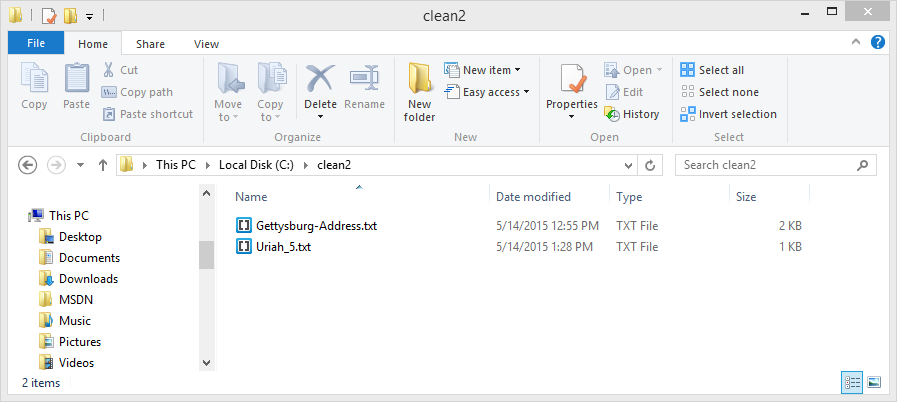 clean2
File Home Share View
Copy
Paste
Cut
Copy path
Paste shortcut
Clipboard
Move to
Copy to
Delete
Rename
Organize
New folder
New item
Easy access
New
Properties
Open
Edit
History
Open
Select all
Select none
Invert selection
Select
This PC Local Disk (C:) clean2
Search clean2
This PC
Desktop
Documents
Downloads
MSDN
Music
Pictures
Videos
Name Date modified Type Size
Gettysburg-Address.txt 5/14/2015 12:55 PM TXT File 2 KB
Uriah_5.txt 5/14/2015 1:28 PM TXT File 1 KB
2 items